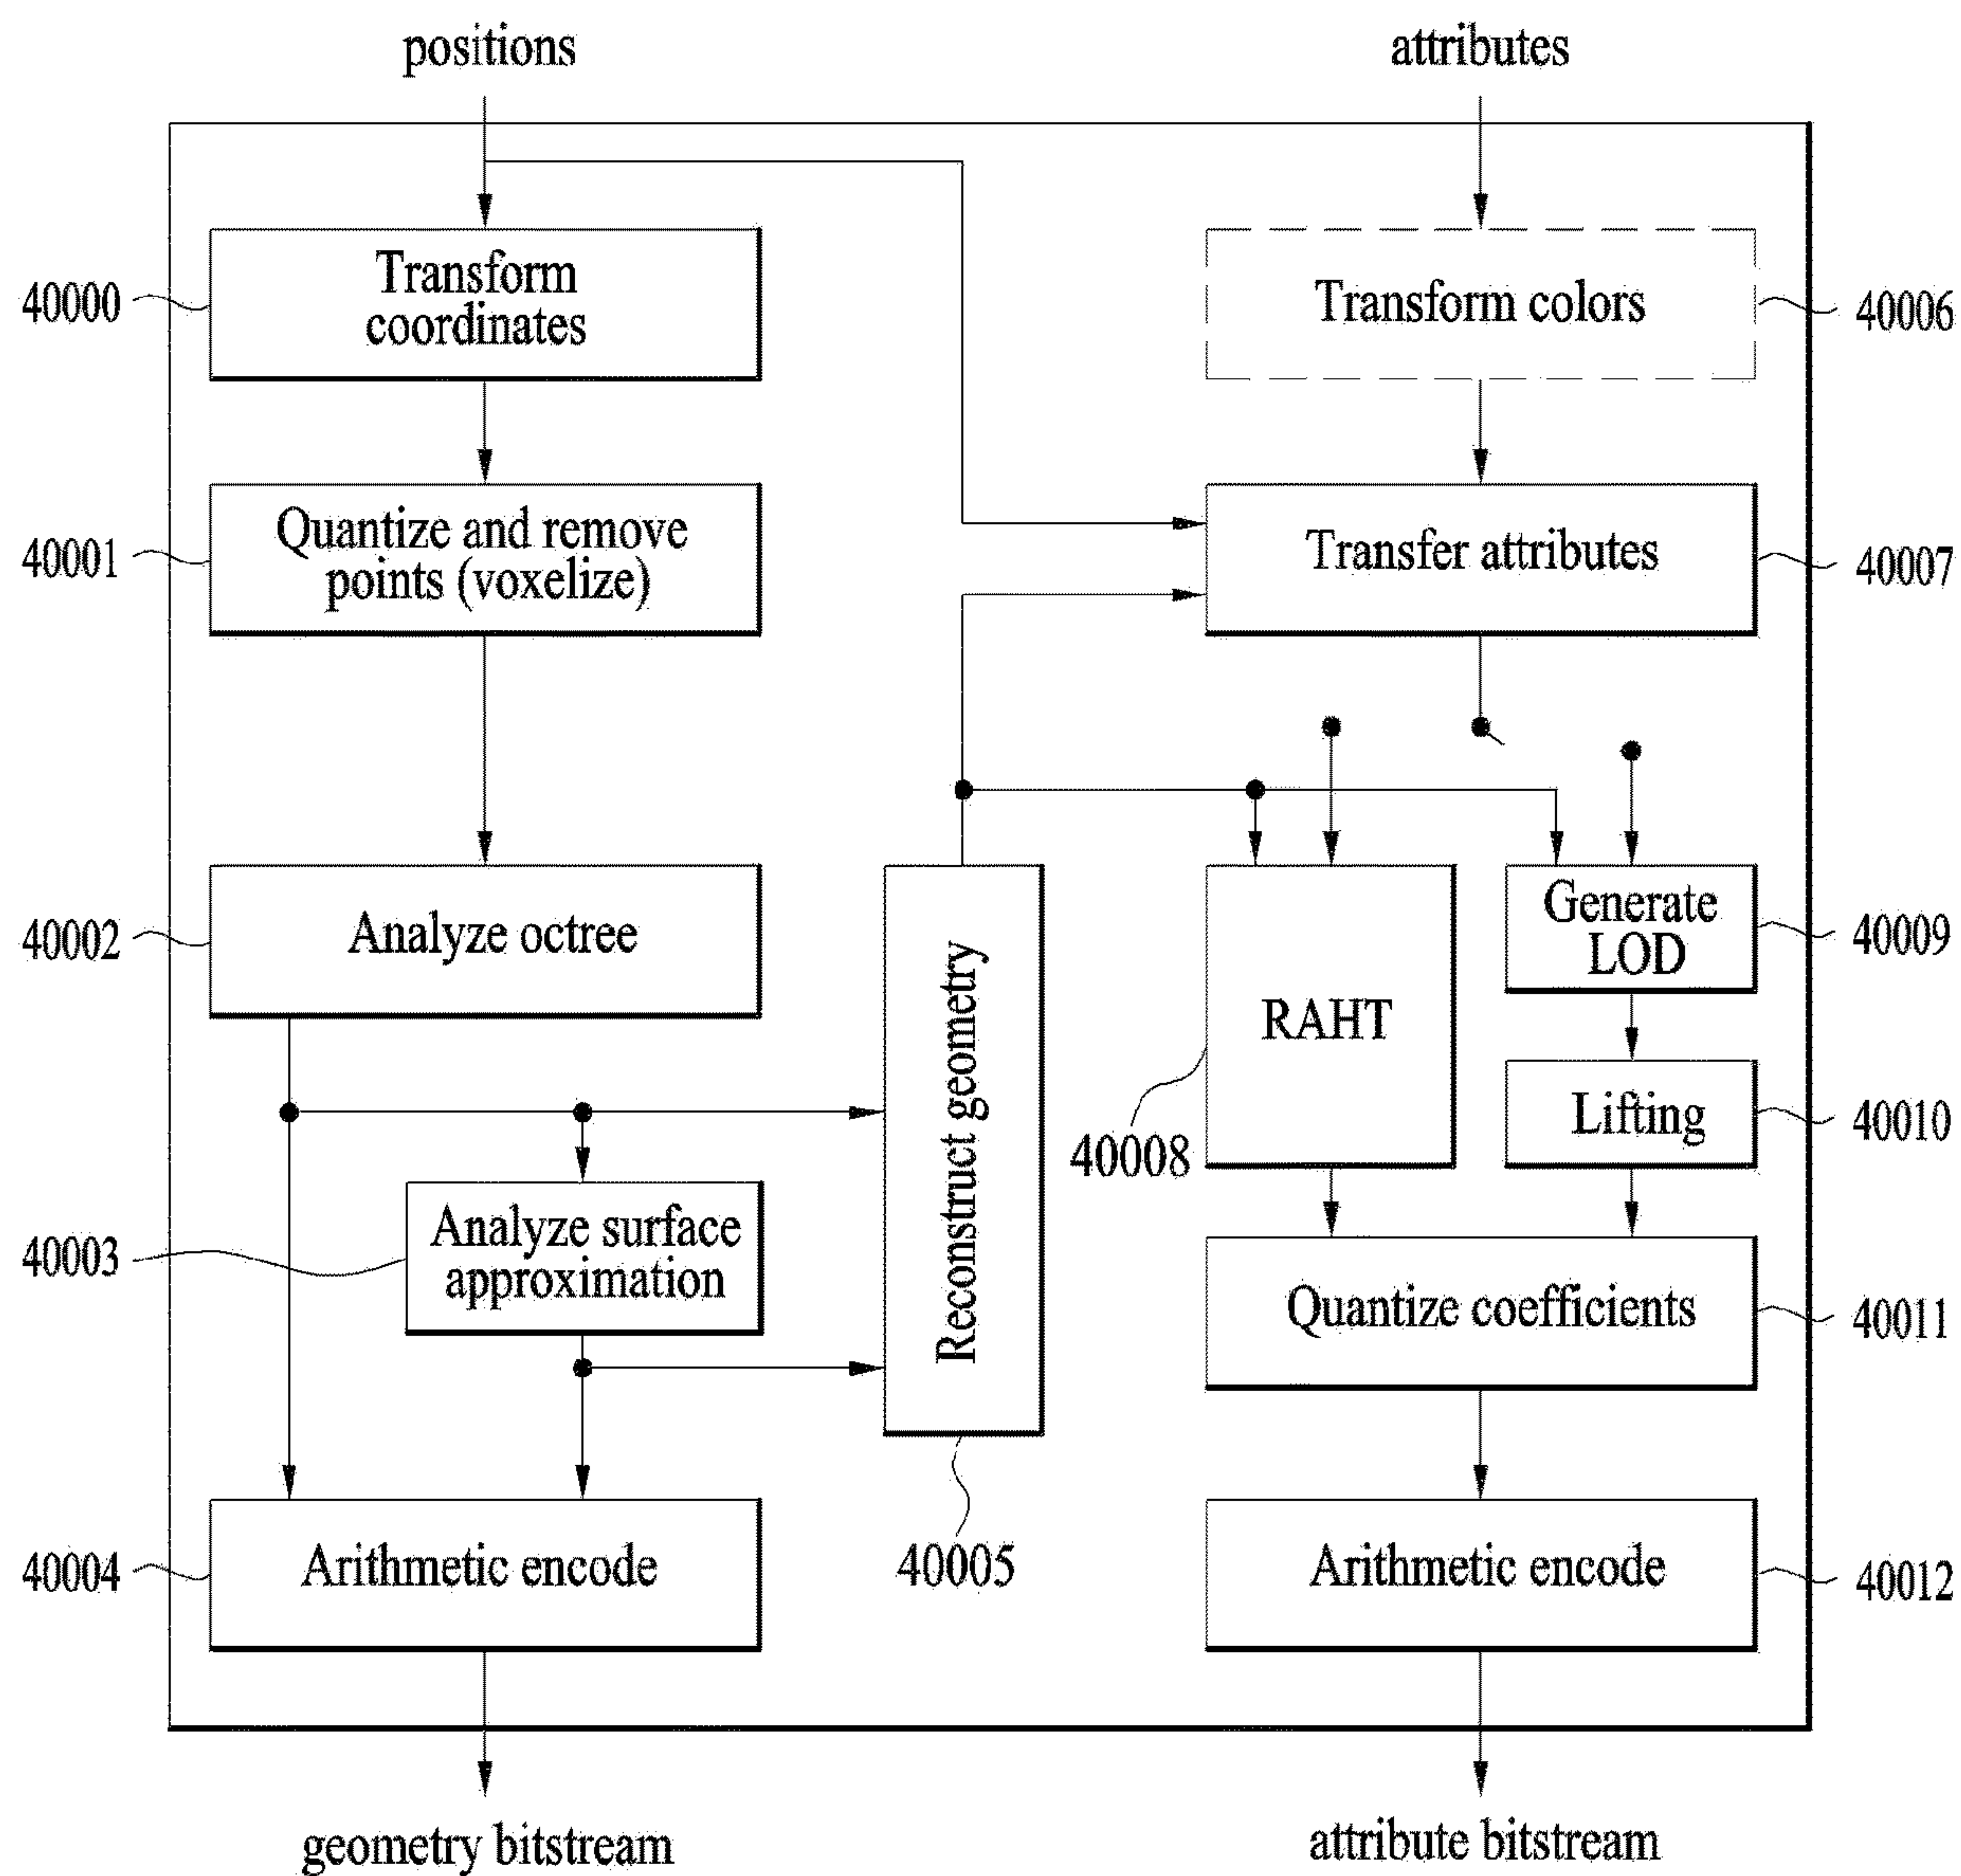 positions
attributes
40000
Transform
coordinates
Transform colors
40006
40001
Quantize and remove
points (voxelize)
Transfer attributes
40007
40002
Analyze octree
Reconstruct geometry
RAHT
Generate
LOD
40009
40008
Lifting
40010
40003
Analyze surface
approximation
Quantize coefficients
40011
40004
Arithmetic encode
40005
Arithmetic encode
40012
geometry bitstream
attribute bitstream